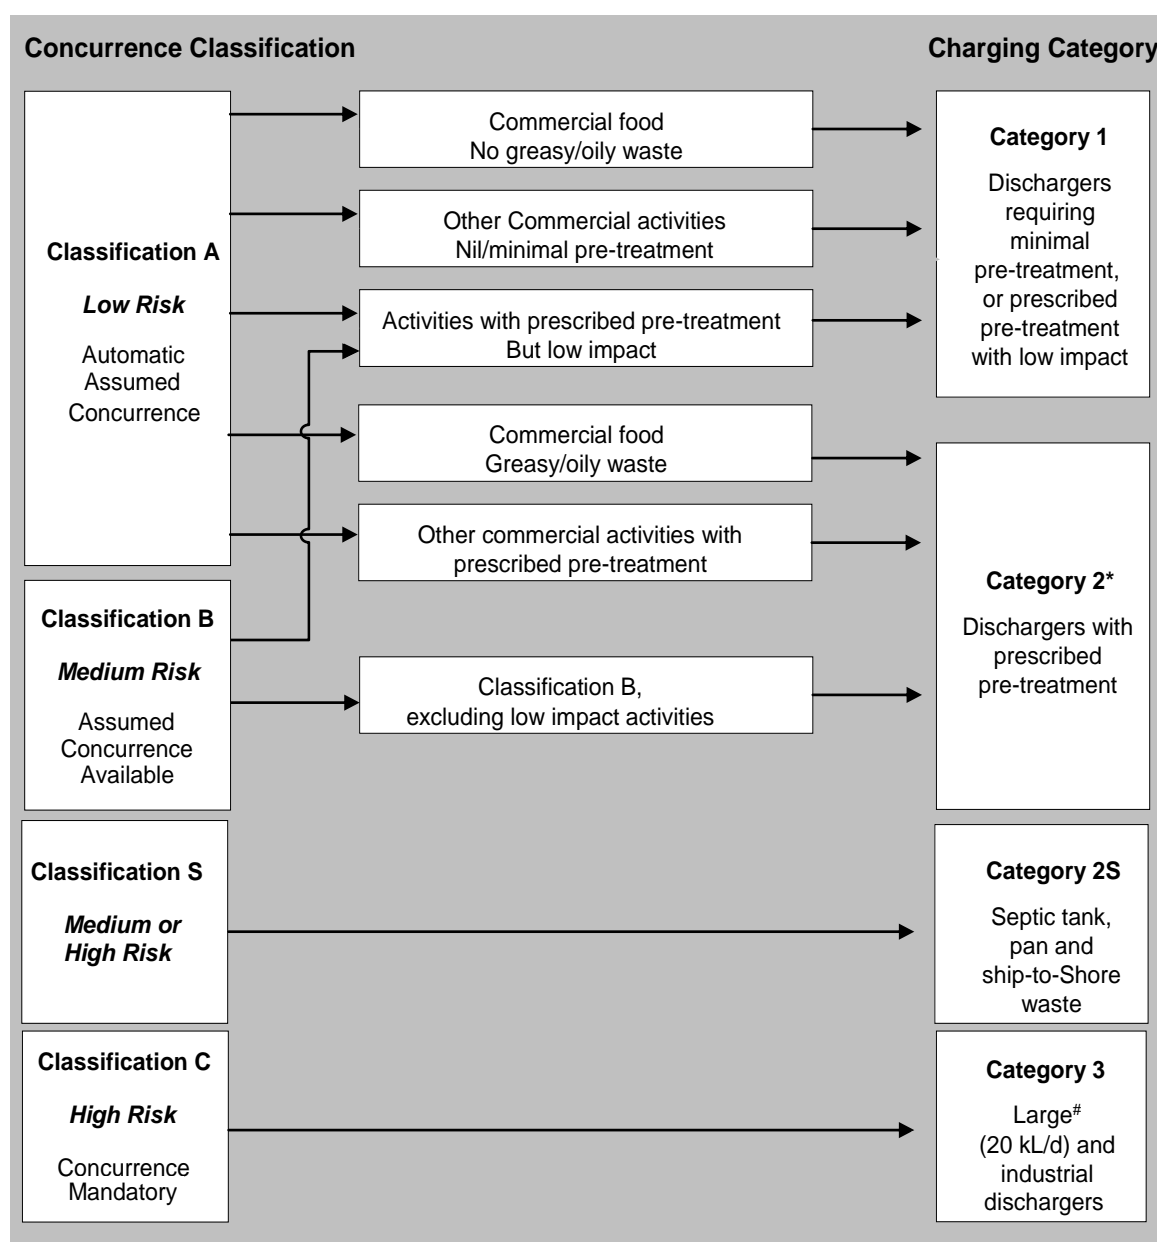 Concurrence Classification
Charging Category
Classification A
Low Risk
Automatic
Assumed
Concurrence
Commercial food
No greasy/oily waste
Other Commercial activities
Nil/minimal pre-treatment
Activities with prescribed pre-treatment
But low impact
Commercial food
Greasy/oily waste
Other commercial activities with
prescribed pre-treatment
Category 1
Dischargers
requiring
minimal
pre-treatment,
or prescribed
pre-treatment
with low impact
Classification B
Medium Risk
Assumed
Concurrence
Available
Classification B,
excluding low impact activities
Category 2*
Dischargers with
prescribed
pre-treatment
Classification S
Medium or
High Risk
Category 2S
Septic tank,
pan and
ship-to-Shore
waste
Classification C
High Risk
Concurrence
Mandatory
Category 3
Large#
(20 kL/d) and
industrial
dischargers